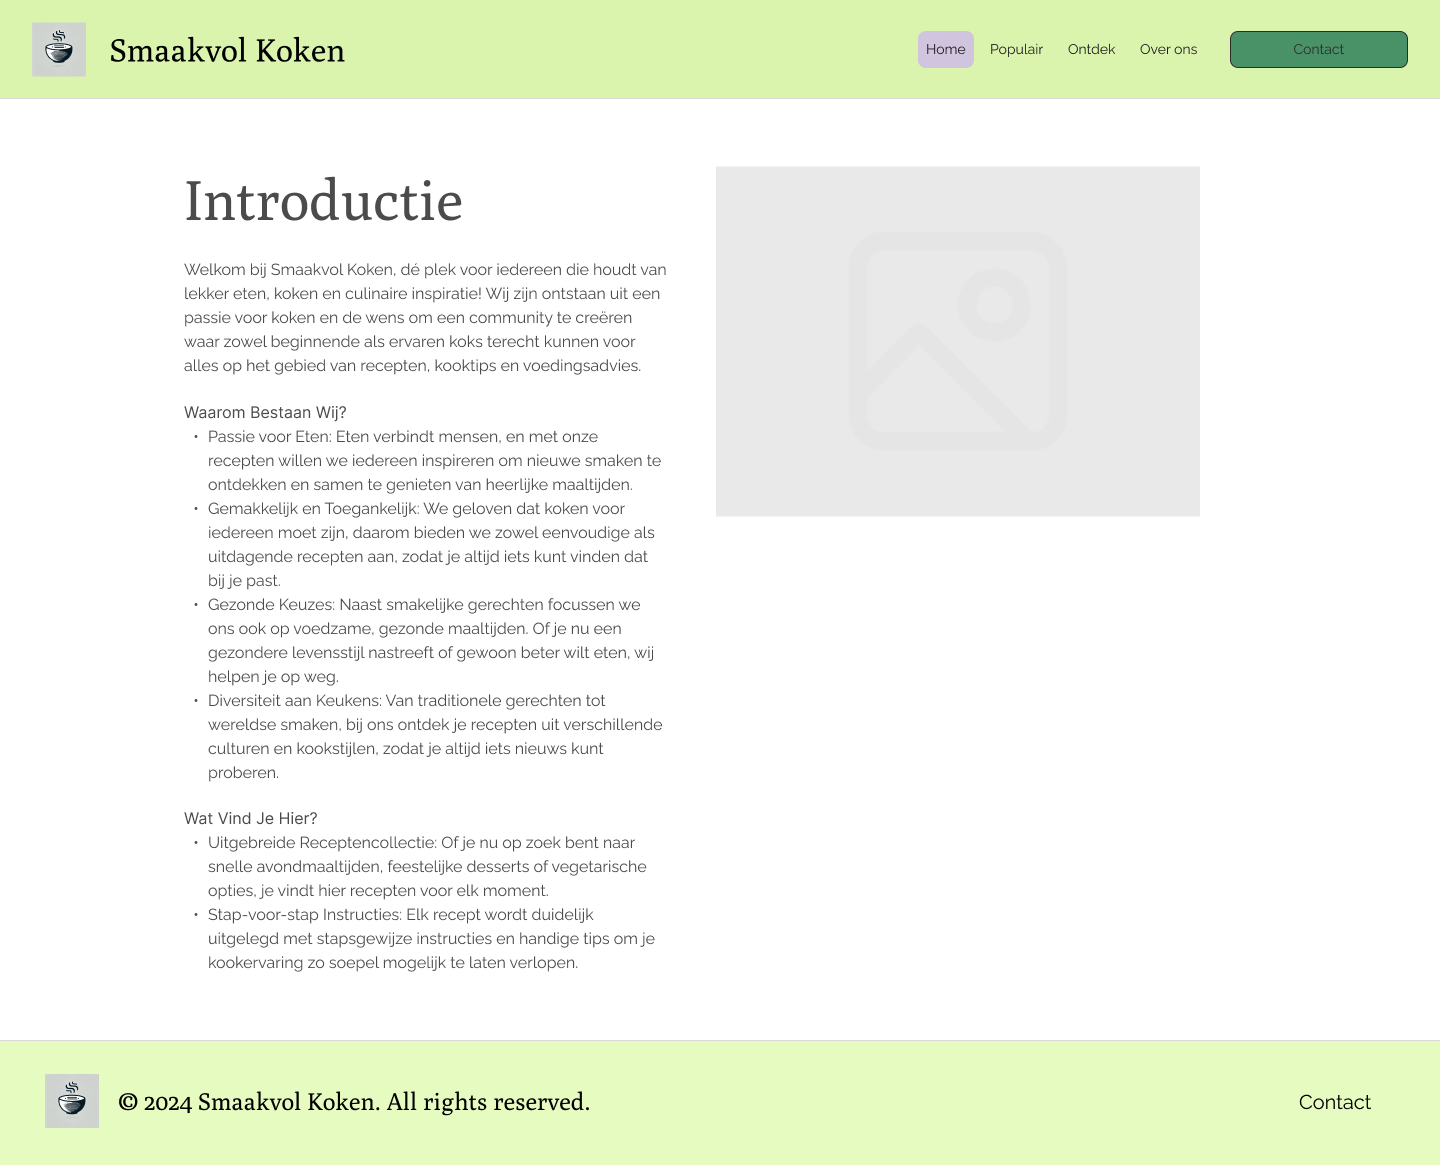 Smaakvol Koken
Home
Populair
Ontdek
Over ons
Contact
Introductie
Welkom bij Smaakvol Koken, dé plek voor iedereen die houdt van
lekker eten, koken en culinaire inspiratie! Wij zijn ontstaan uit een
passie voor koken en de wens om een community te creëren
waar zowel beginnende als ervaren koks terecht kunnen voor
alles op het gebied van recepten, kooktips en voedingsadvies.
Waarom Bestaan Wij?
• Passie voor Eten: Eten verbindt mensen, en met onze
recepten willen we iedereen inspireren om nieuwe smaken te
ontdekken en samen te genieten van heerlijke maaltijden.
• Gemakkelijk en Toegankelijk: We geloven dat koken voor
iedereen moet zijn, daarom bieden we zowel eenvoudige als
uitdagende recepten aan, zodat je altijd iets kunt vinden dat
bij je past.
• Gezonde Keuzes: Naast smakelijke gerechten focussen we
ons ook op voedzame, gezonde maaltijden. Of je nu een
gezondere levensstijl nastreeft of gewoon beter wilt eten, wij
helpen je op weg.
• Diversiteit aan Keukens: Van traditionele gerechten tot
wereldse smaken, bij ons ontdek je recepten uit verschillende
culturen en kookstijlen, zodat je altijd iets nieuws kunt
proberen.
Wat Vind Je Hier?
• Uitgebreide Receptencollectie: Of je nu op zoek bent naar
snelle avondmaaltijden, feestelijke desserts of vegetarische
opties, je vindt hier recepten voor elk moment.
• Stap-voor-stap Instructies: Elk recept wordt duidelijk
uitgelegd met stapsgewijze instructies en handige tips om je
kookervaring zo soepel mogelijk te laten verlopen.
© 2024 Smaakvol Koken. All rights reserved.
Contact